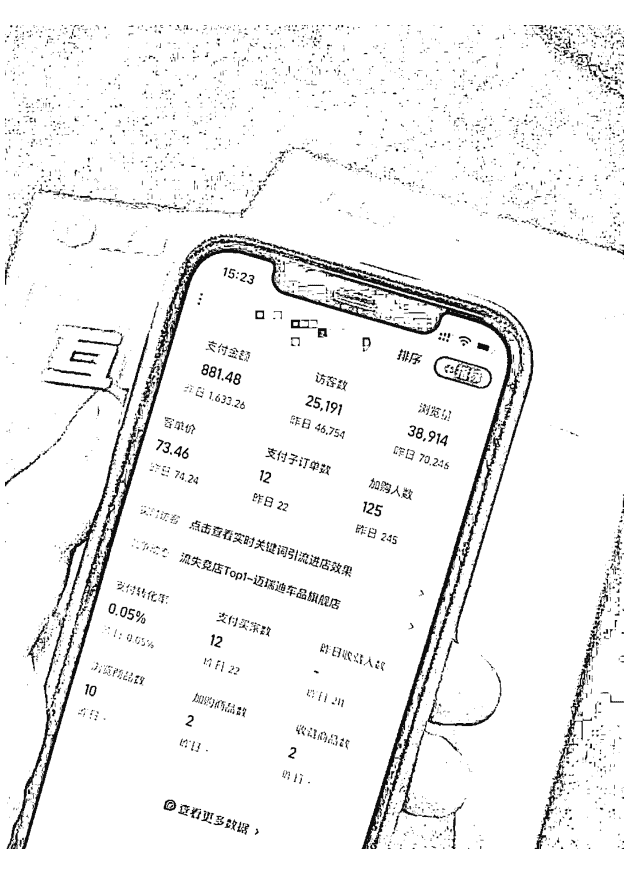 15:23
排序
支付金额 访客数 浏览量
881.48 25,191 38,914
昨日 1,633.26 昨日 46,754 昨日 70,246
客单价 支付子订单数 加购人数
73.46 12 125
昨日 74.24 昨日 22 昨日 245
点击查看实时关键词引流进店效果
流失竞店Top1-迈瑞迪车品旗舰店
支付转化率 支付买家数 昨日收藏人数
0.05% 12 -
昨日 0.05% 昨日 22
浏览商品数 加购商品数 收藏商品数
10 2 2
昨日 - 昨日 - 昨日 -
查看更多数据